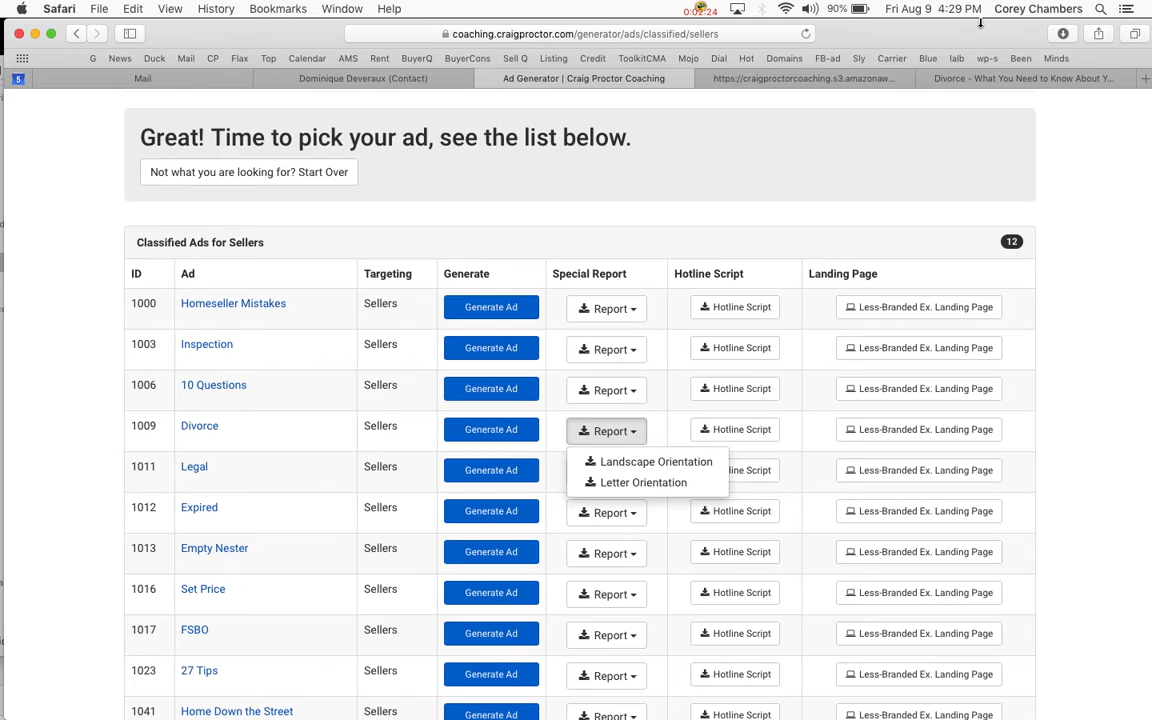 Safari File Edit View History Bookmarks Window Help 0:02:24 90% Fri Aug 9 4:29 PM Corey Chambers
coaching.craigproctor.com/generator/ads/classified/sellers
G News Duck Mail CP Flax Top Calendar AMS Rent BuyerQ BuyerCons Sell Q Listing Credit ToolkitCMA Mojo Dial Hot Domains FB-ad Sly Carrier Blue lalb wp-s Been Minds
5 Mail Dominique Deveraux (Contact) Ad Generator | Craig Proctor Coaching https://craigproctorcoaching.s3.amazonaw... Divorce - What You Need to Know About Y...
Great! Time to pick your ad, see the list below.
Not what you are looking for? Start Over
Classified Ads for Sellers 12
ID Ad Targeting Generate Special Report Hotline Script Landing Page
1000 Homeseller Mistakes Sellers Generate Ad Report Hotline Script Less-Branded Ex. Landing Page
1003 Inspection Sellers Generate Ad Report Hotline Script Less-Branded Ex. Landing Page
1006 10 Questions Sellers Generate Ad Report Hotline Script Less-Branded Ex. Landing Page
1009 Divorce Sellers Generate Ad Report Hotline Script Less-Branded Ex. Landing Page
Landscape Orientation
1011 Legal Sellers Generate Ad line Script Less-Branded Ex. Landing Page
Letter Orientation
1012 Expired Sellers Generate Ad Report Hotline Script Less-Branded Ex. Landing Page
1013 Empty Nester Sellers Generate Ad Report Hotline Script Less-Branded Ex. Landing Page
1016 Set Price Sellers Generate Ad Report Hotline Script Less-Branded Ex. Landing Page
1017 FSBO Sellers Generate Ad Report Hotline Script Less-Branded Ex. Landing Page
1023 27 Tips Sellers Generate Ad Report Hotline Script Less-Branded Ex. Landing Page
1041 Home Down the Street Sellers Generate Ad Report Hotline Script Less-Branded Ex. Landing Page